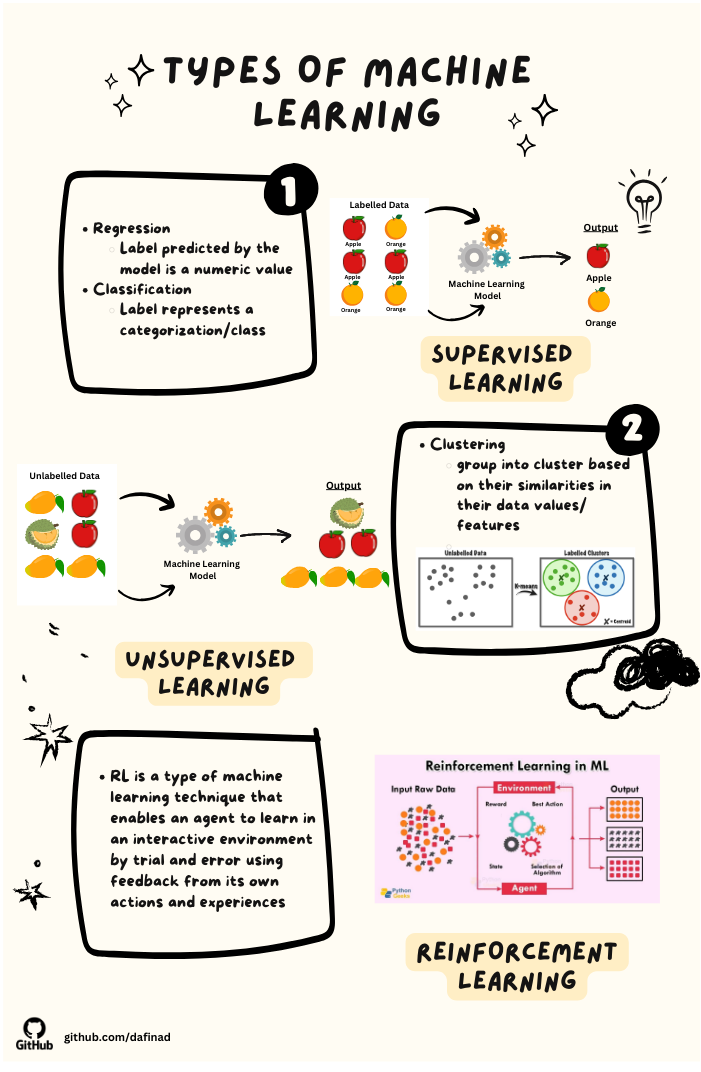 TYPES OF MACHINE
LEARNING
1
• Regression
◦ Label predicted by the
model is a numeric value
• Classification
◦ Label represents a
categorization/class
Labelled Data
Apple
Orange
Apple
Apple
Orange
Orange
Machine Learning
Model
Output
Apple
Orange
SUPERVISED
LEARNING
Unlabelled Data
Machine Learning
Model
Output
UNSUPERVISED
LEARNING
2
• Clustering
◦ group into cluster based
on their similarities in
their data values/
features
Unlabelled Data
Labelled Clusters
K-means
X = Centroid
• RL is a type of machine
learning technique that
enables an agent to learn in
an interactive environment
by trial and error using
feedback from its own
actions and experiences
Reinforcement Learning in ML
Input Raw Data
Environment
Output
Reward
Best Action
State
Selection of
Algorithm
Agent
Python
Geeks
REINFORCEMENT
LEARNING
GitHub
github.com/dafinad